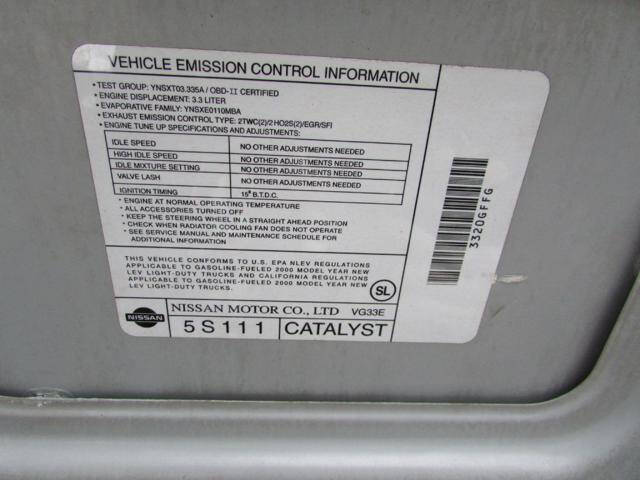 VEHICLE EMISSION CONTROL INFORMATION
• TEST GROUP: YNSXT03.335A / OBD-II CERTIFIED
• ENGINE DISPLACEMENT: 3.3 LITER
• EVAPORATIVE FAMILY: YNSXE0110MBA
• EXHAUST EMISSION CONTROL TYPE: 2TWC(2)/2HO2S(2)/EGR/SFI
• ENGINE TUNE UP SPECIFICATIONS AND ADJUSTMENTS
IDLE SPEED NO OTHER ADJUSTMENTS NEEDED
HIGH IDLE SPEED NO OTHER ADJUSTMENTS NEEDED
IDLE MIXTURE SETTING NO OTHER ADJUSTMENTS NEEDED
VALVE LASH NO OTHER ADJUSTMENTS NEEDED
IGNITION TIMING 15° B.T.D.C.
• ENGINE AT NORMAL OPERATING TEMPERATURE
• ALL ACCESSORIES TURNED OFF
• KEEP THE STEERING WHEEL IN A STRAIGHT AHEAD POSITION
• CHECK WHEN RADIATOR COOLING FAN DOES NOT OPERATE
• SEE SERVICE MANUAL AND MAINTENANCE SCHEDULE FOR
ADDITIONAL INFORMATION
THIS VEHICLE CONFORMS TO U.S. EPA NLEV REGULATIONS
APPLICABLE TO GASOLINE-FUELED 2000 MODEL YEAR NEW
LEV LIGHT-DUTY TRUCKS AND CALIFORNIA REGULATIONS
APPLICABLE TO GASOLINE-FUELED 2000 MODEL YEAR NEW
LEV LIGHT-DUTY TRUCKS.
SL
NISSAN
NISSAN MOTOR CO., LTD VG33E
5S111 CATALYST
3320GFFG